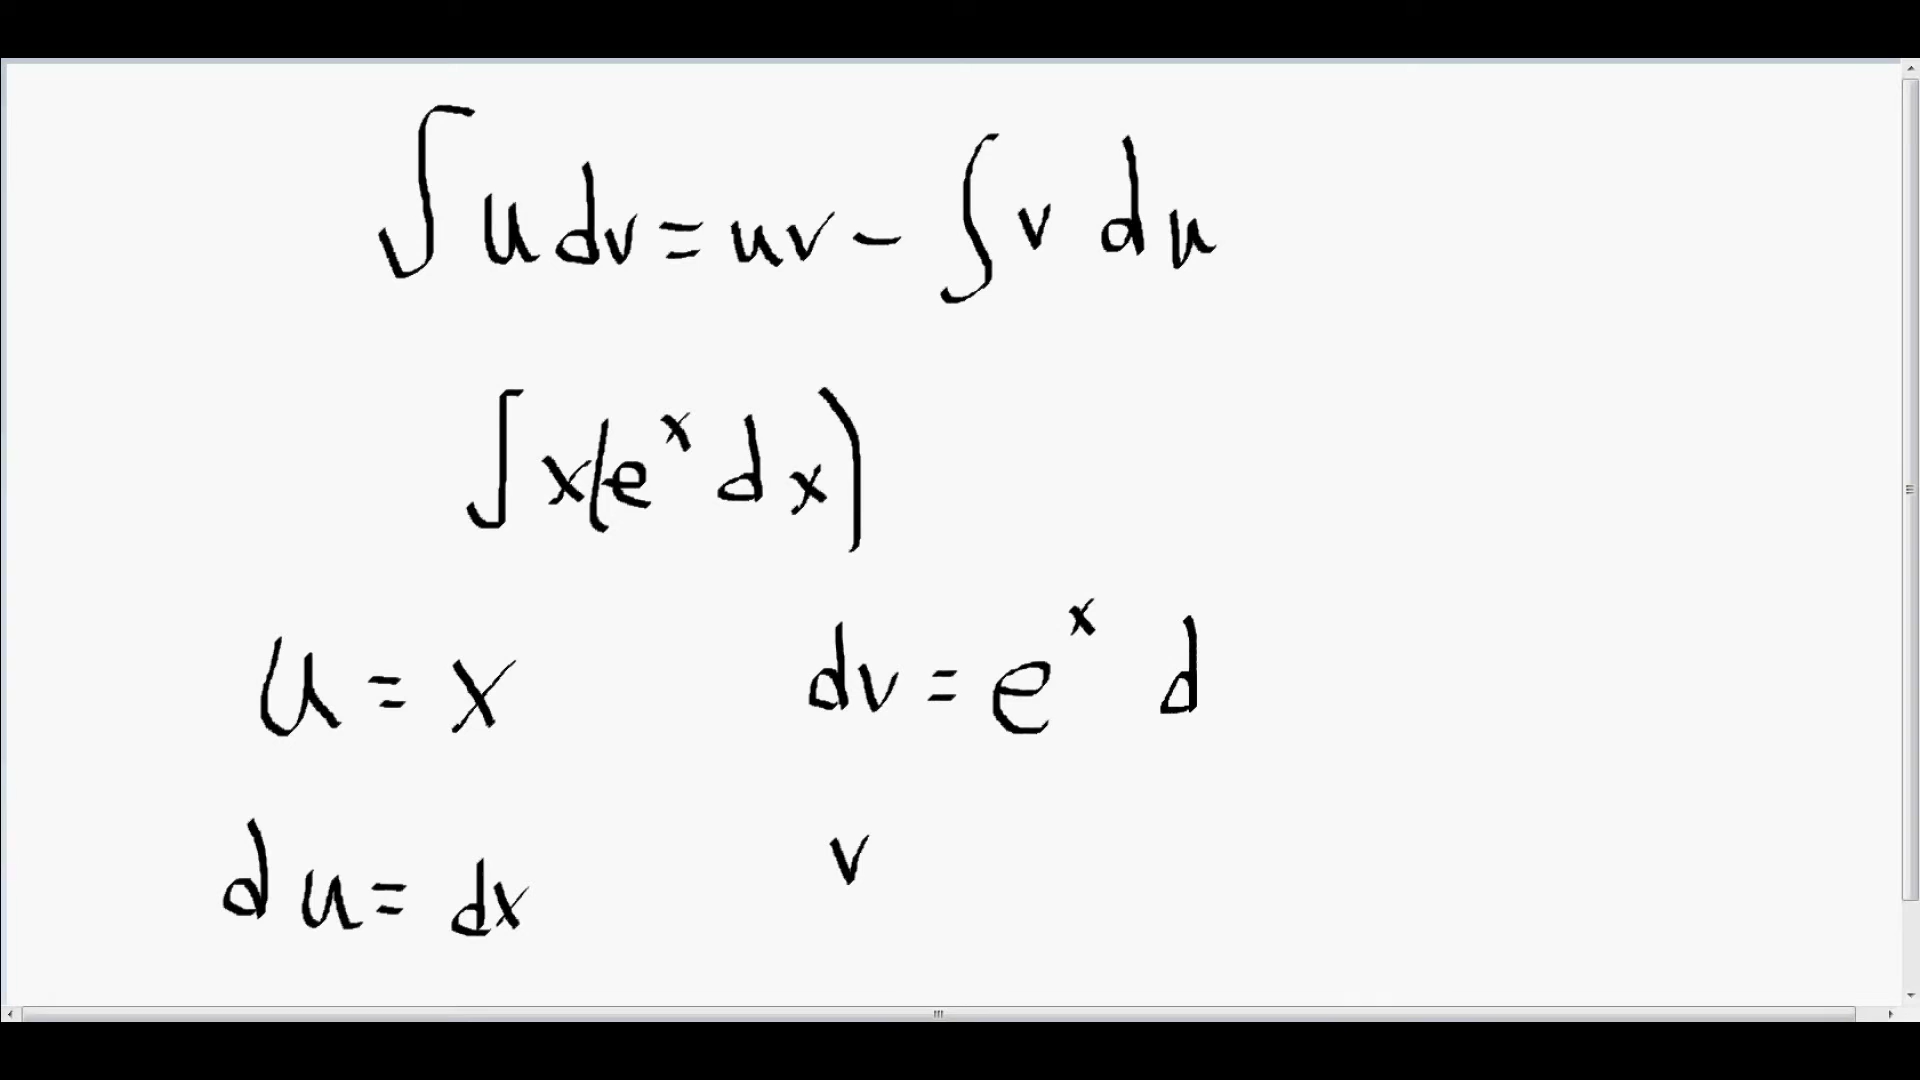 ∫ u dv = uv - ∫ v du
∫ x(e^x dx)
u = x dv = e^x d
du = dx v